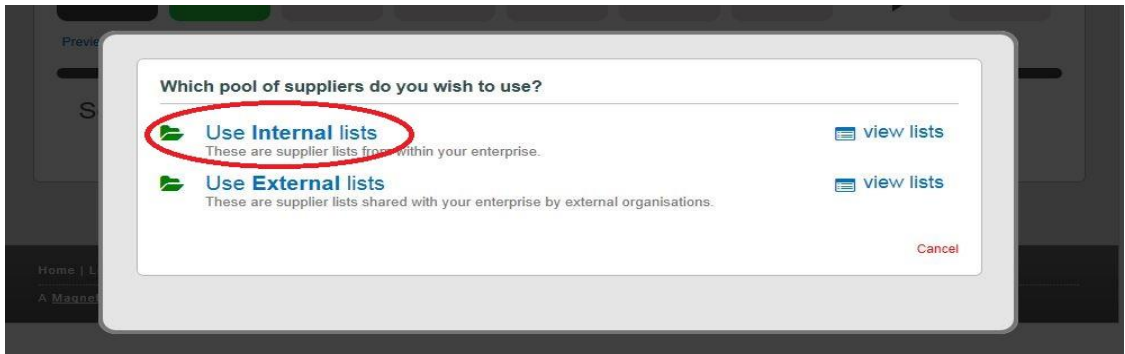 Which pool of suppliers do you wish to use?
Use Internal lists
view lists
These are supplier lists from within your enterprise.
Use External lists
view lists
These are supplier lists shared with your enterprise by external organisations.
Cancel
Home |
A